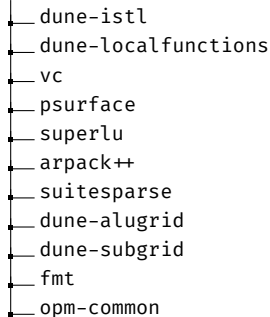 dune-istl
dune-localfunctions
vc
psurface
superlu
arpack++
suitesparse
dune-alugrid
dune-subgrid
fmt
opm-common